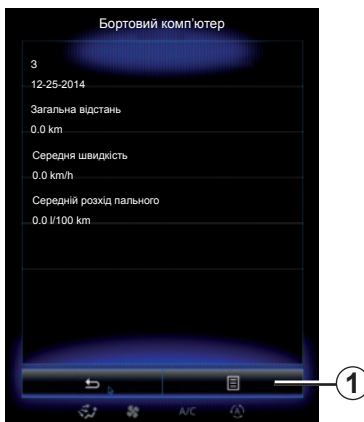 Бортовий комп'ютер
З
12-25-2014
Загальна відстань
0.0 km
Середня швидкість
0.0 km/h
Середній розхід пального
0.0 l/100 km
1
A/C
A